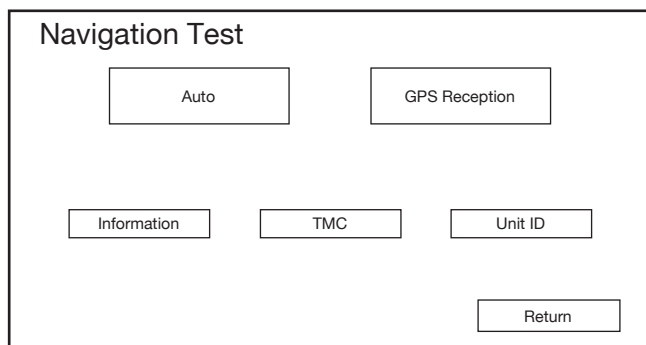 Navigation Test
Auto
GPS Reception
Information
TMC
Unit ID
Return